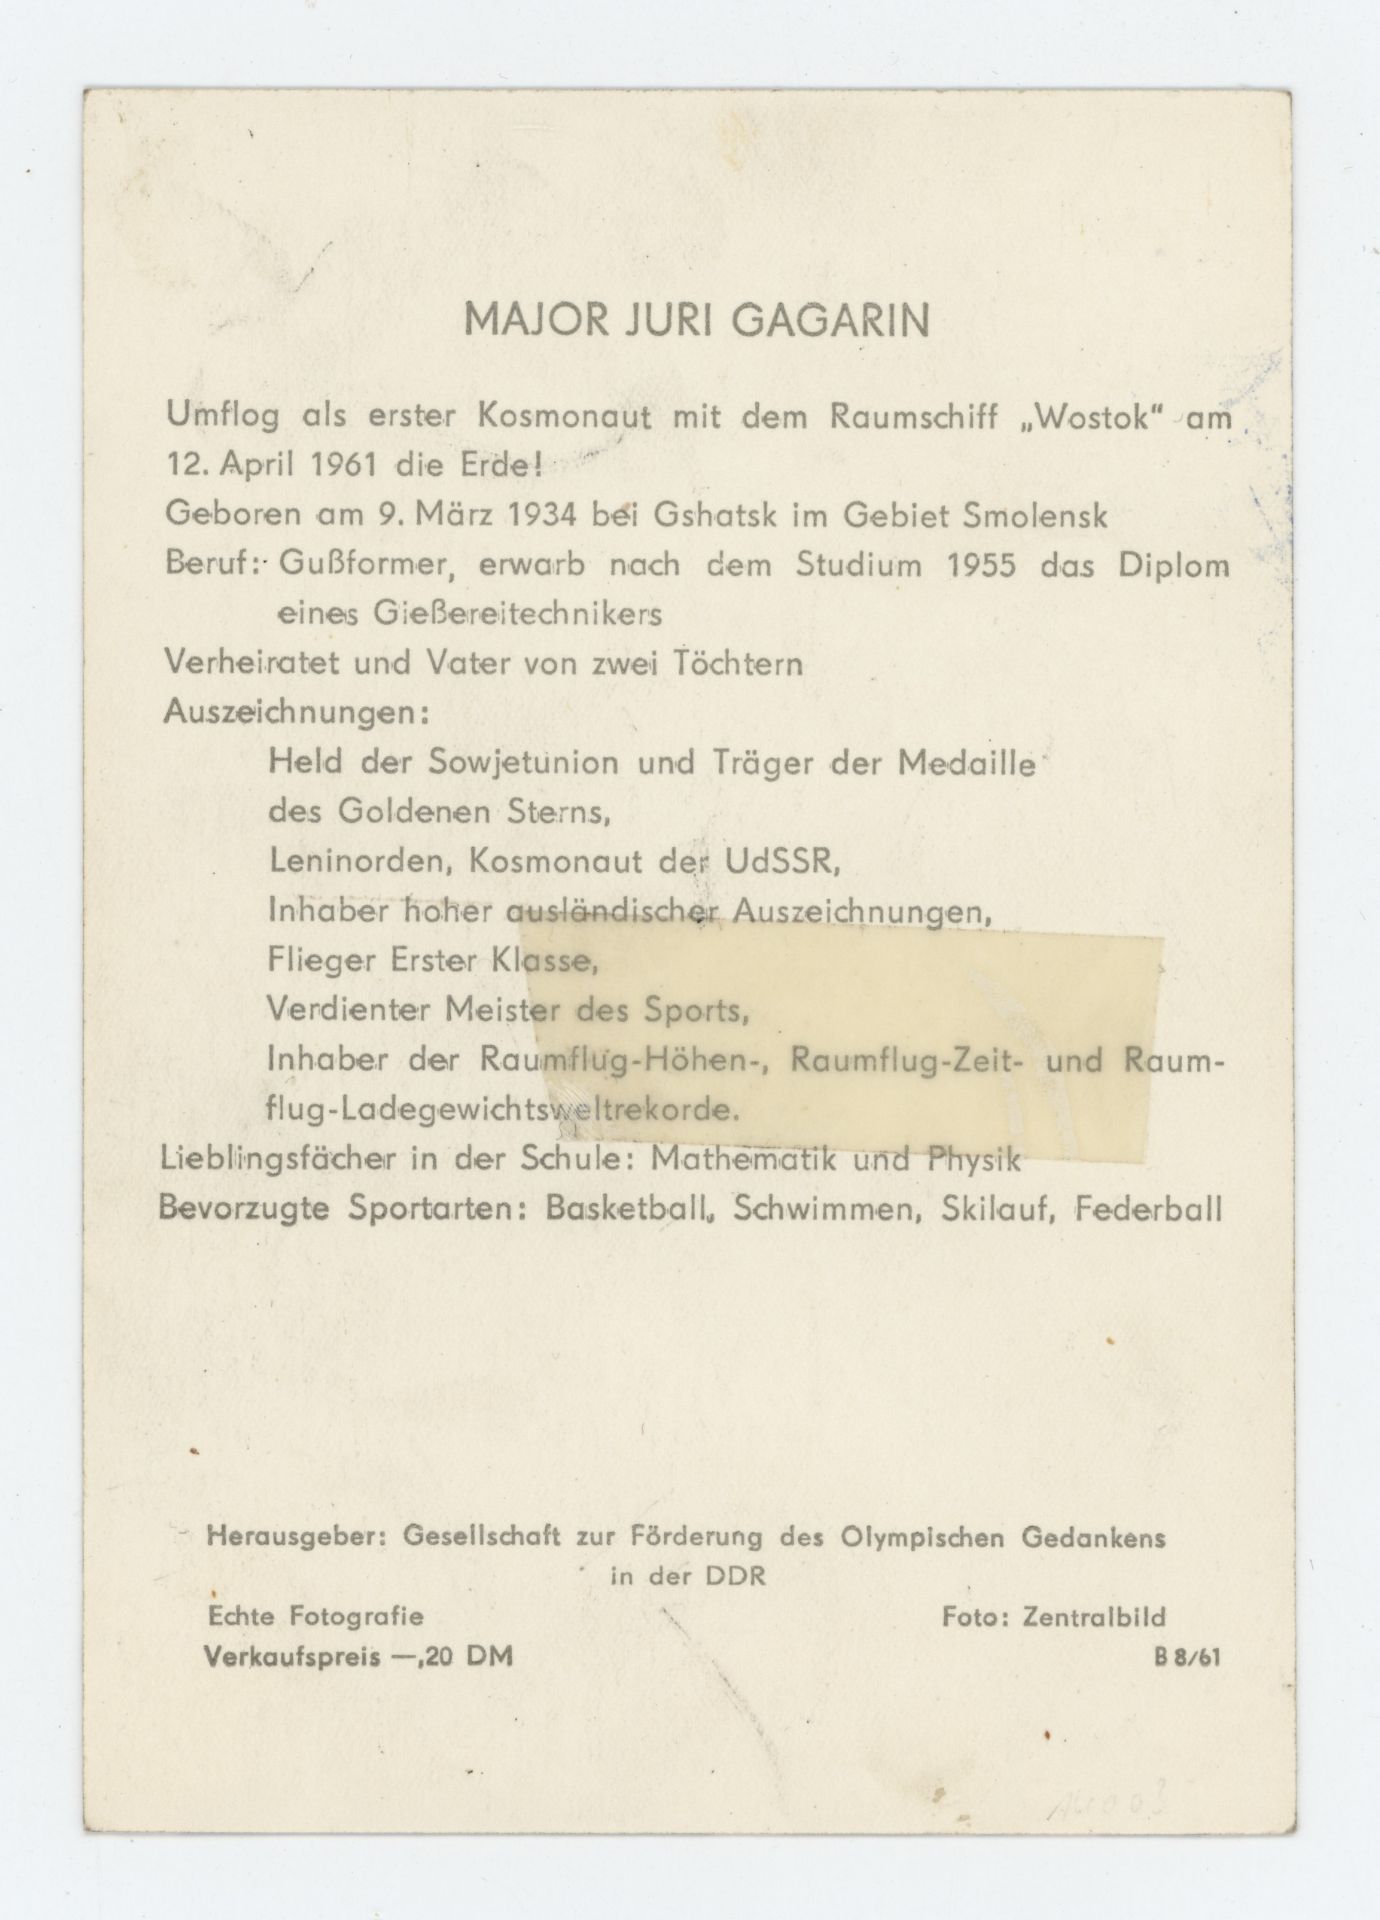 MAJOR JURI GAGARIN
Umflog als erster Kosmonaut mit dem Raumschiff „Wostok“ am
12. April 1961 die Erde!
Geboren am 9. März 1934 bei Gshatsk im Gebiet Smolensk
Beruf: Gußformer, erwarb nach dem Studium 1955 das Diplom
eines Gießereitechnikers
Verheiratet und Vater von zwei Töchtern
Auszeichnungen:
Held der Sowjetunion und Träger der Medaille
des Goldenen Sterns,
Leninorden, Kosmonaut der UdSSR,
Inhaber hoher ausländischer Auszeichnungen,
Flieger Erster Klasse,
Verdienter Meister des Sports,
Inhaber der Raumflug-Höhen-, Raumflug-Zeit- und Raum-
flug-Ladegewichtsweltrekorde.
Lieblingsfächer in der Schule: Mathematik und Physik
Bevorzugte Sportarten: Basketball, Schwimmen, Skilauf, Federball
Herausgeber: Gesellschaft zur Förderung des Olympischen Gedankens
in der DDR
Echte Fotografie Foto: Zentralbild
Verkaufspreis —,20 DM B 8/61